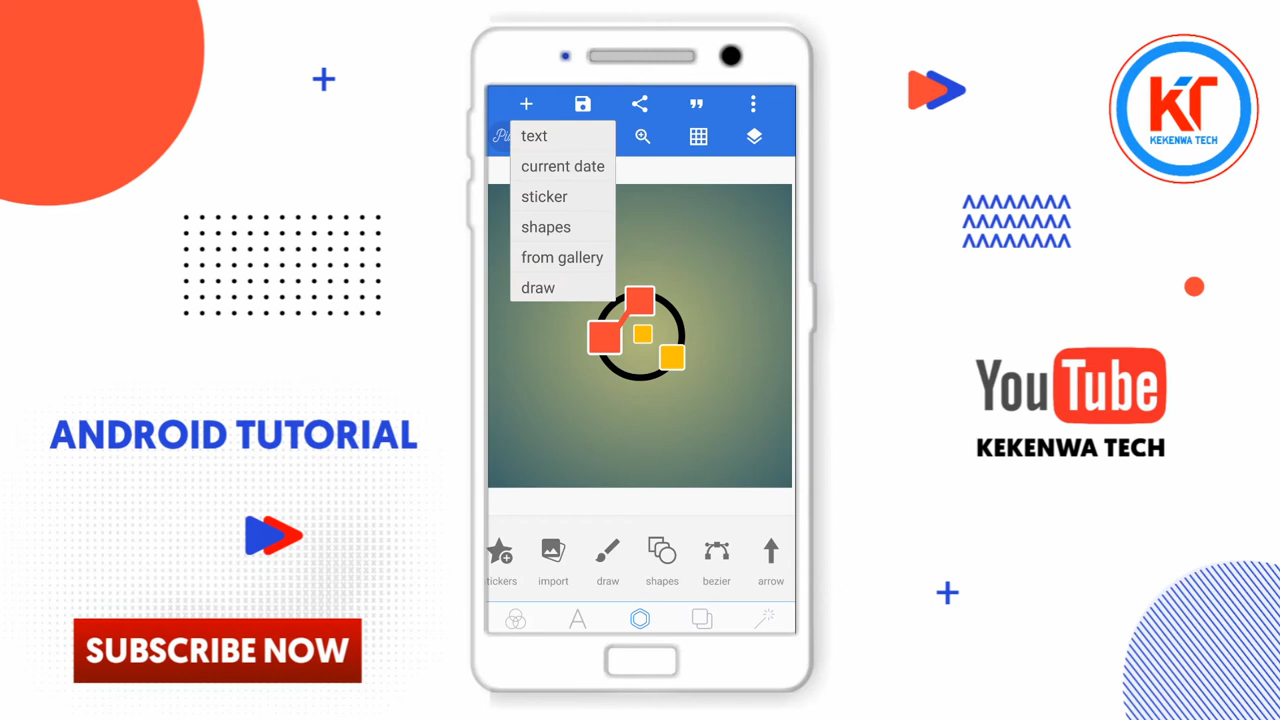 KT
KEKENWA TECH
text
current date
sticker
shapes
from gallery
draw
ANDROID TUTORIAL
SUBSCRIBE NOW
YouTube
KEKENWA TECH
tickers
import
draw
shapes
bezier
arrow
A